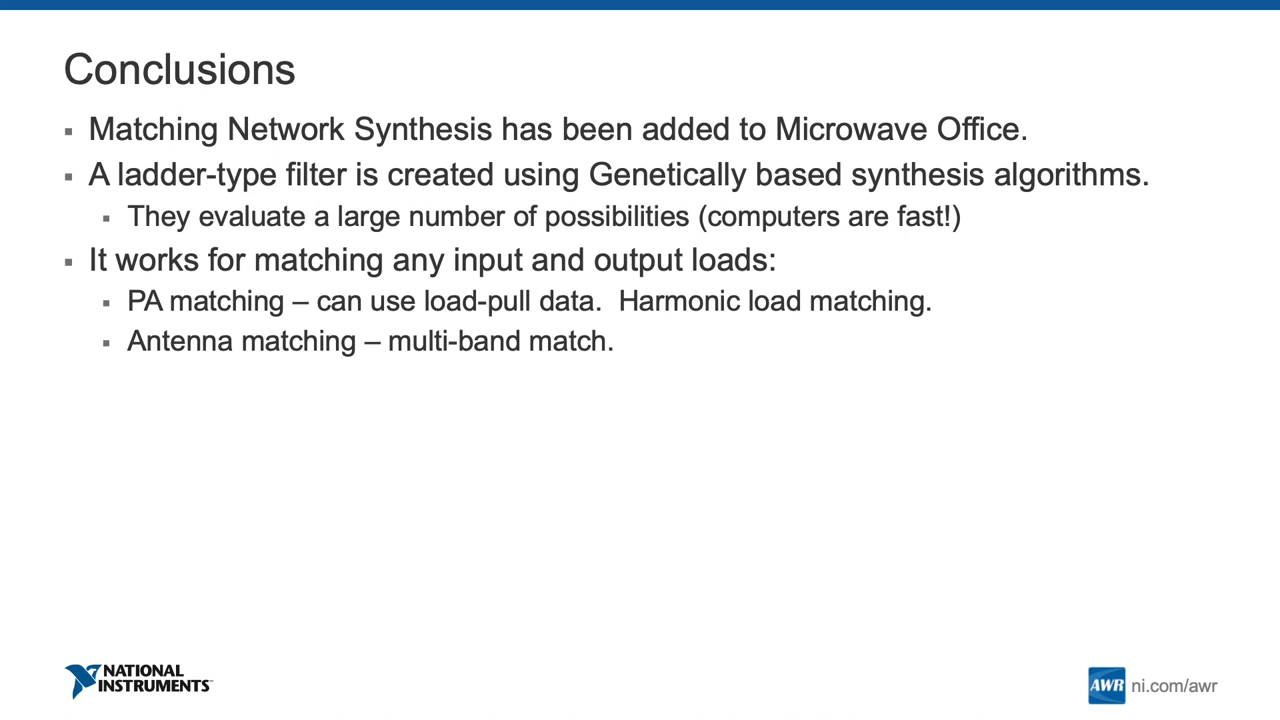 Conclusions
▪ Matching Network Synthesis has been added to Microwave Office.
▪ A ladder-type filter is created using Genetically based synthesis algorithms.
▪ They evaluate a large number of possibilities (computers are fast!)
▪ It works for matching any input and output loads:
▪ PA matching – can use load-pull data.  Harmonic load matching.
▪ Antenna matching – multi-band match.
NATIONAL
INSTRUMENTS™
AWR ni.com/awr